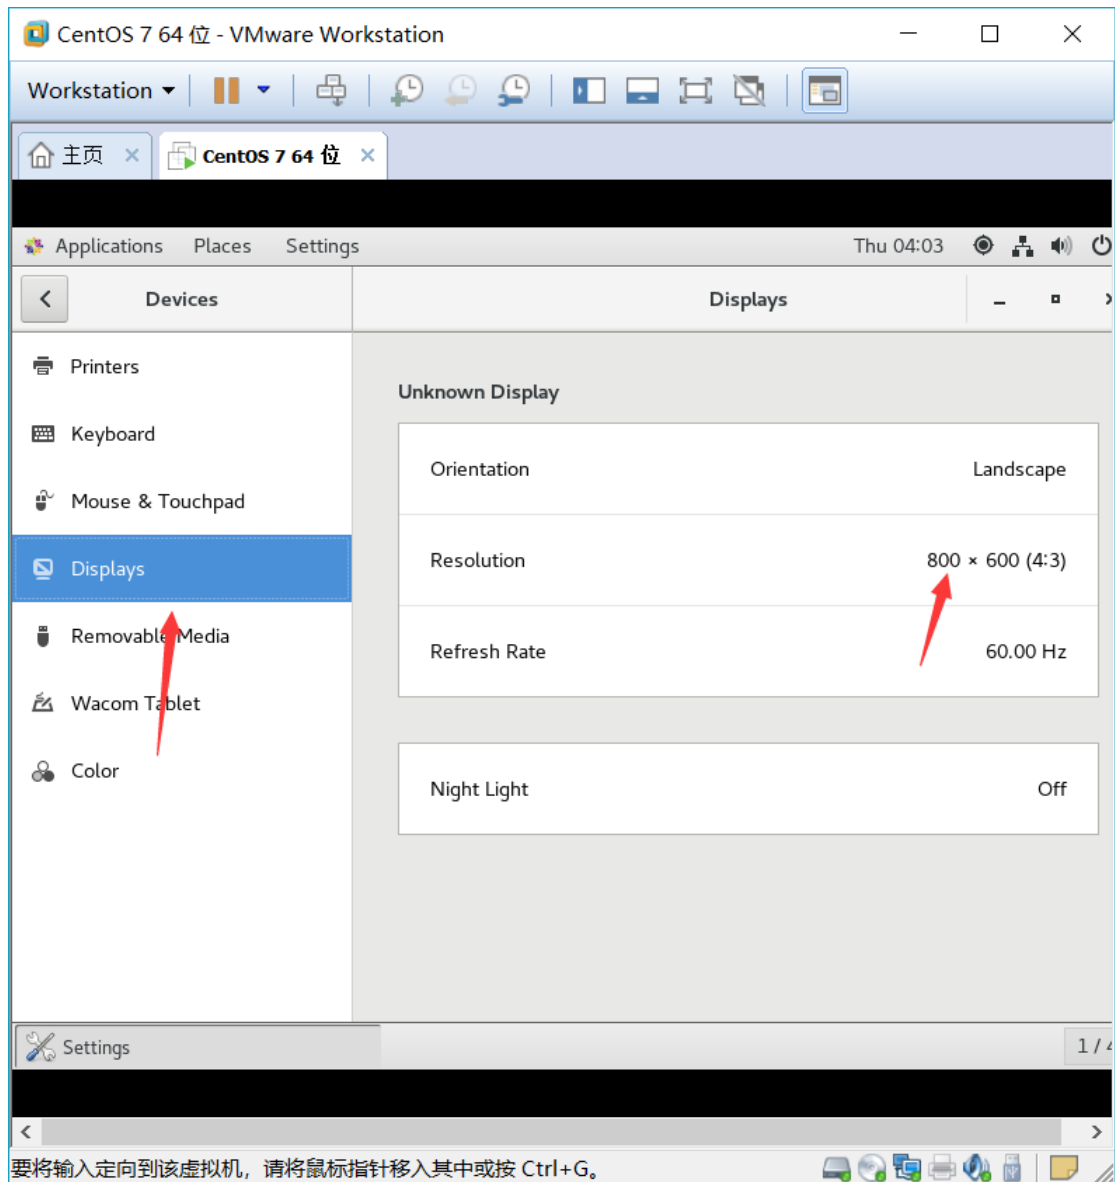 CentOS 7 64 位 - VMware Workstation
Workstation
主页
CentOS 7 64 位
Applications Places Settings Thu 04:03
Devices Displays
Printers
Keyboard
Mouse & Touchpad
Displays
Removable Media
Wacom Tablet
Color
Unknown Display
Orientation Landscape
Resolution 800 × 600 (4:3)
Refresh Rate 60.00 Hz
Night Light Off
Settings 1 / 4
要将输入定向到该虚拟机，请将鼠标指针移入其中或按 Ctrl+G。